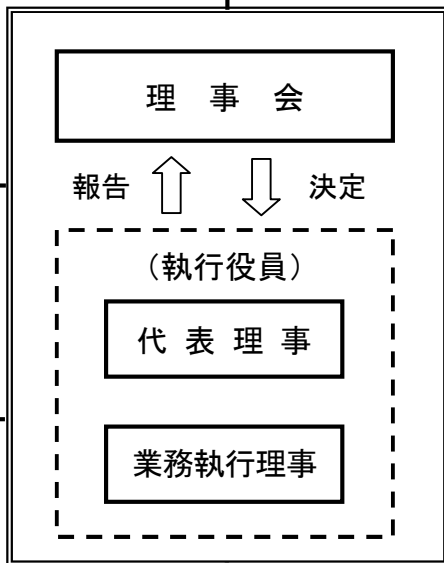 理事会
報告 決定
（執行役員）
代表理事
業務執行理事